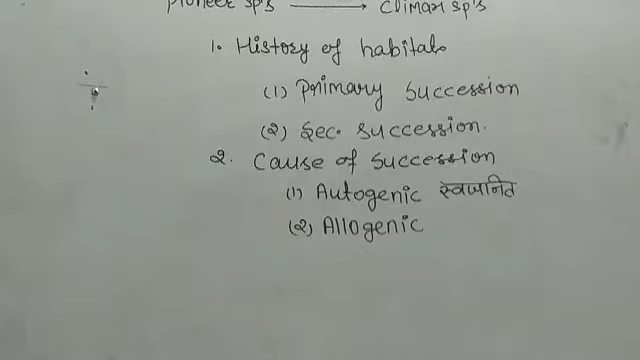 Pioneer sp's ⟶ Climax sp's
1. History of habitats
(1) Primary Succession
(2) Sec. Succession.
2. Cause of Succession
(1) Autogenic स्वजनित
(2) Allogenic